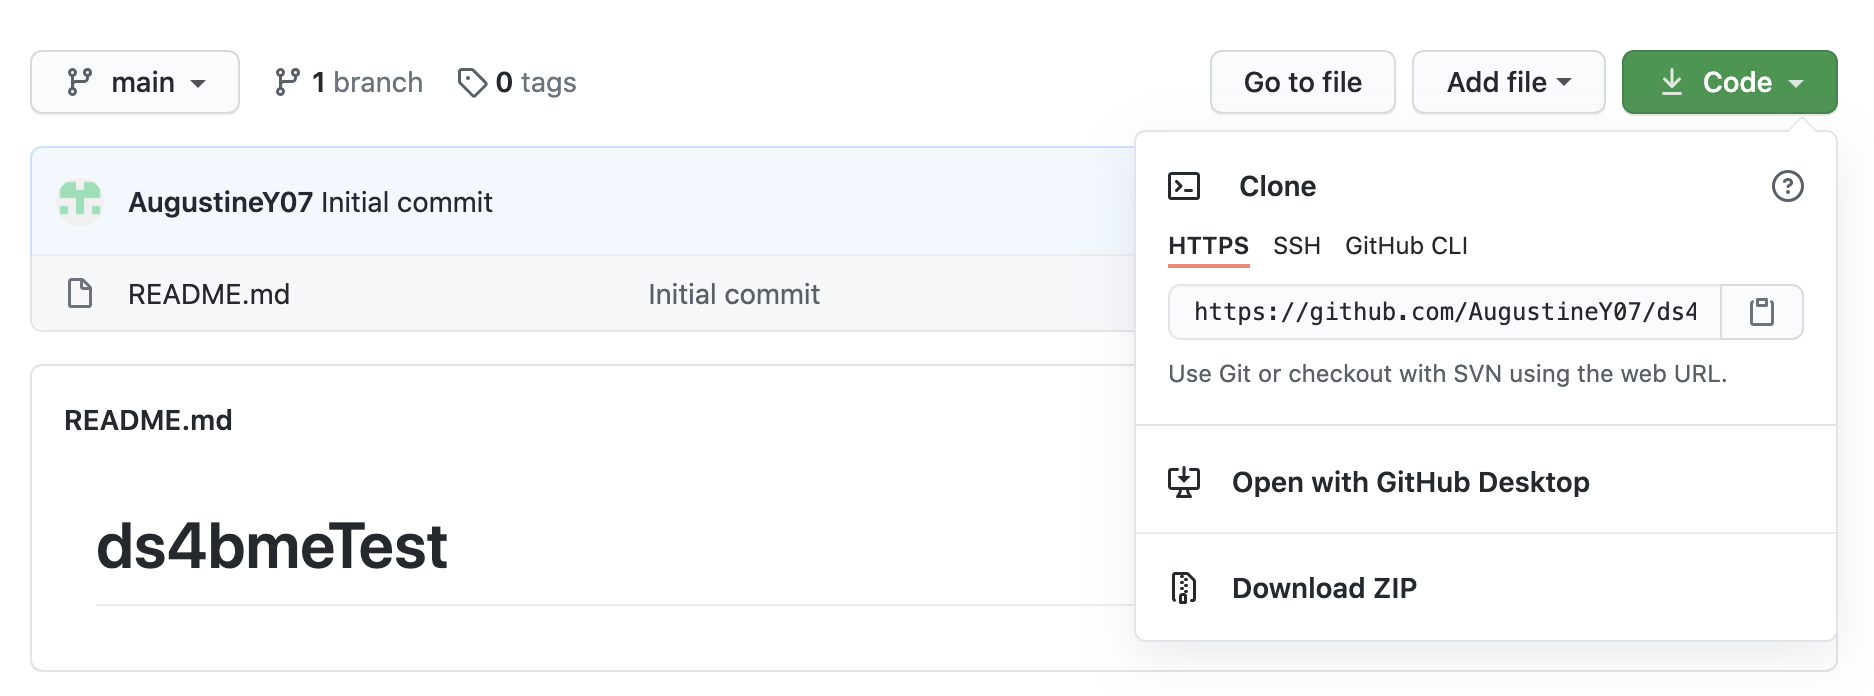 main
1 branch
0 tags
Go to file
Add file
Code
AugustineY07 Initial commit
README.md
Initial commit
README.md
ds4bmeTest
Clone
HTTPS SSH GitHub CLI
https://github.com/AugustineY07/ds4
Use Git or checkout with SVN using the web URL.
Open with GitHub Desktop
Download ZIP